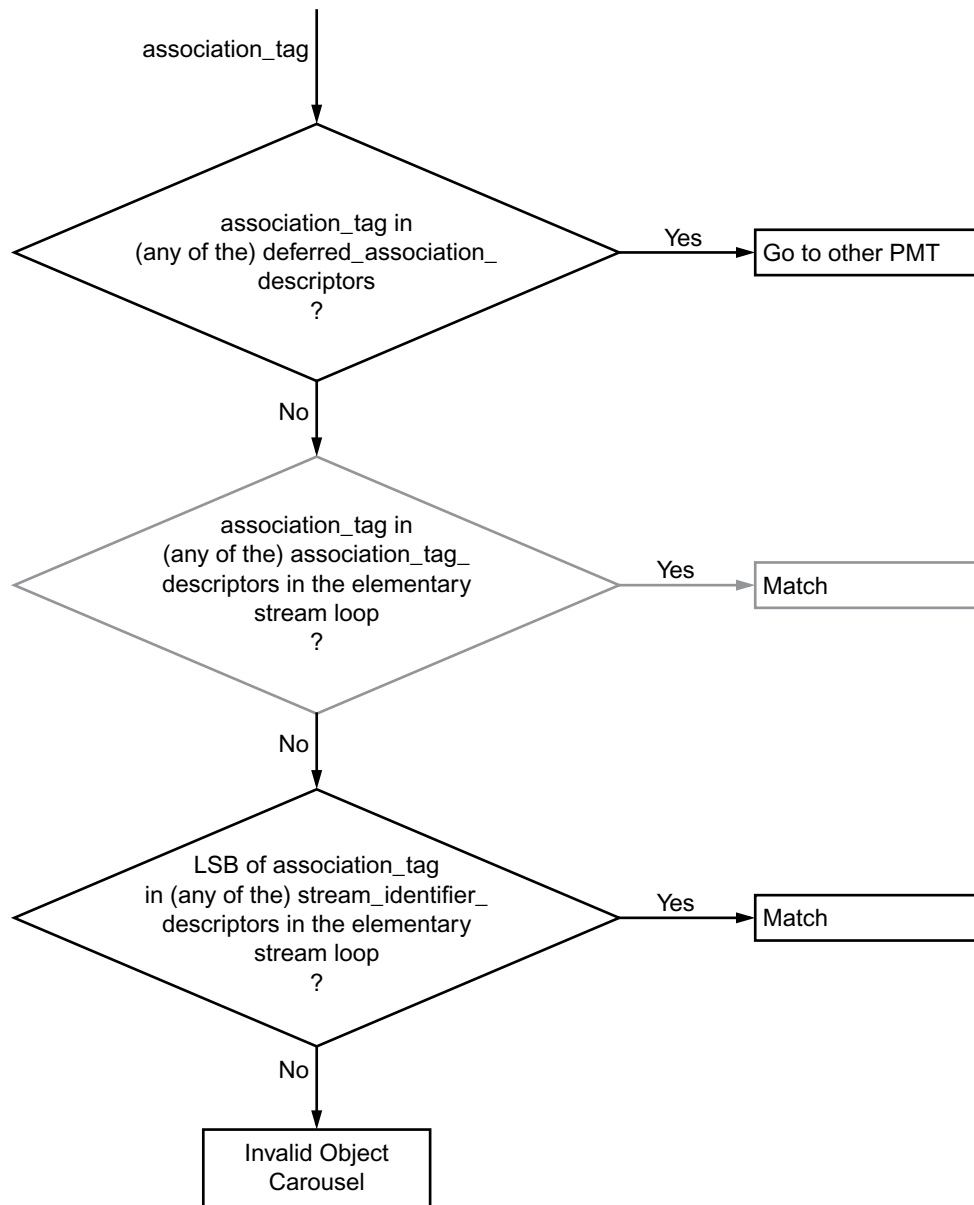 association_tag
association_tag in
(any of the) deferred_association_
descriptors
?
Yes
Go to other PMT
No
association_tag in
(any of the) association_tag_
descriptors in the elementary
stream loop
?
Yes
Match
No
LSB of association_tag
in (any of the) stream_identifier_
descriptors in the elementary
stream loop
?
Yes
Match
No
Invalid Object
Carousel